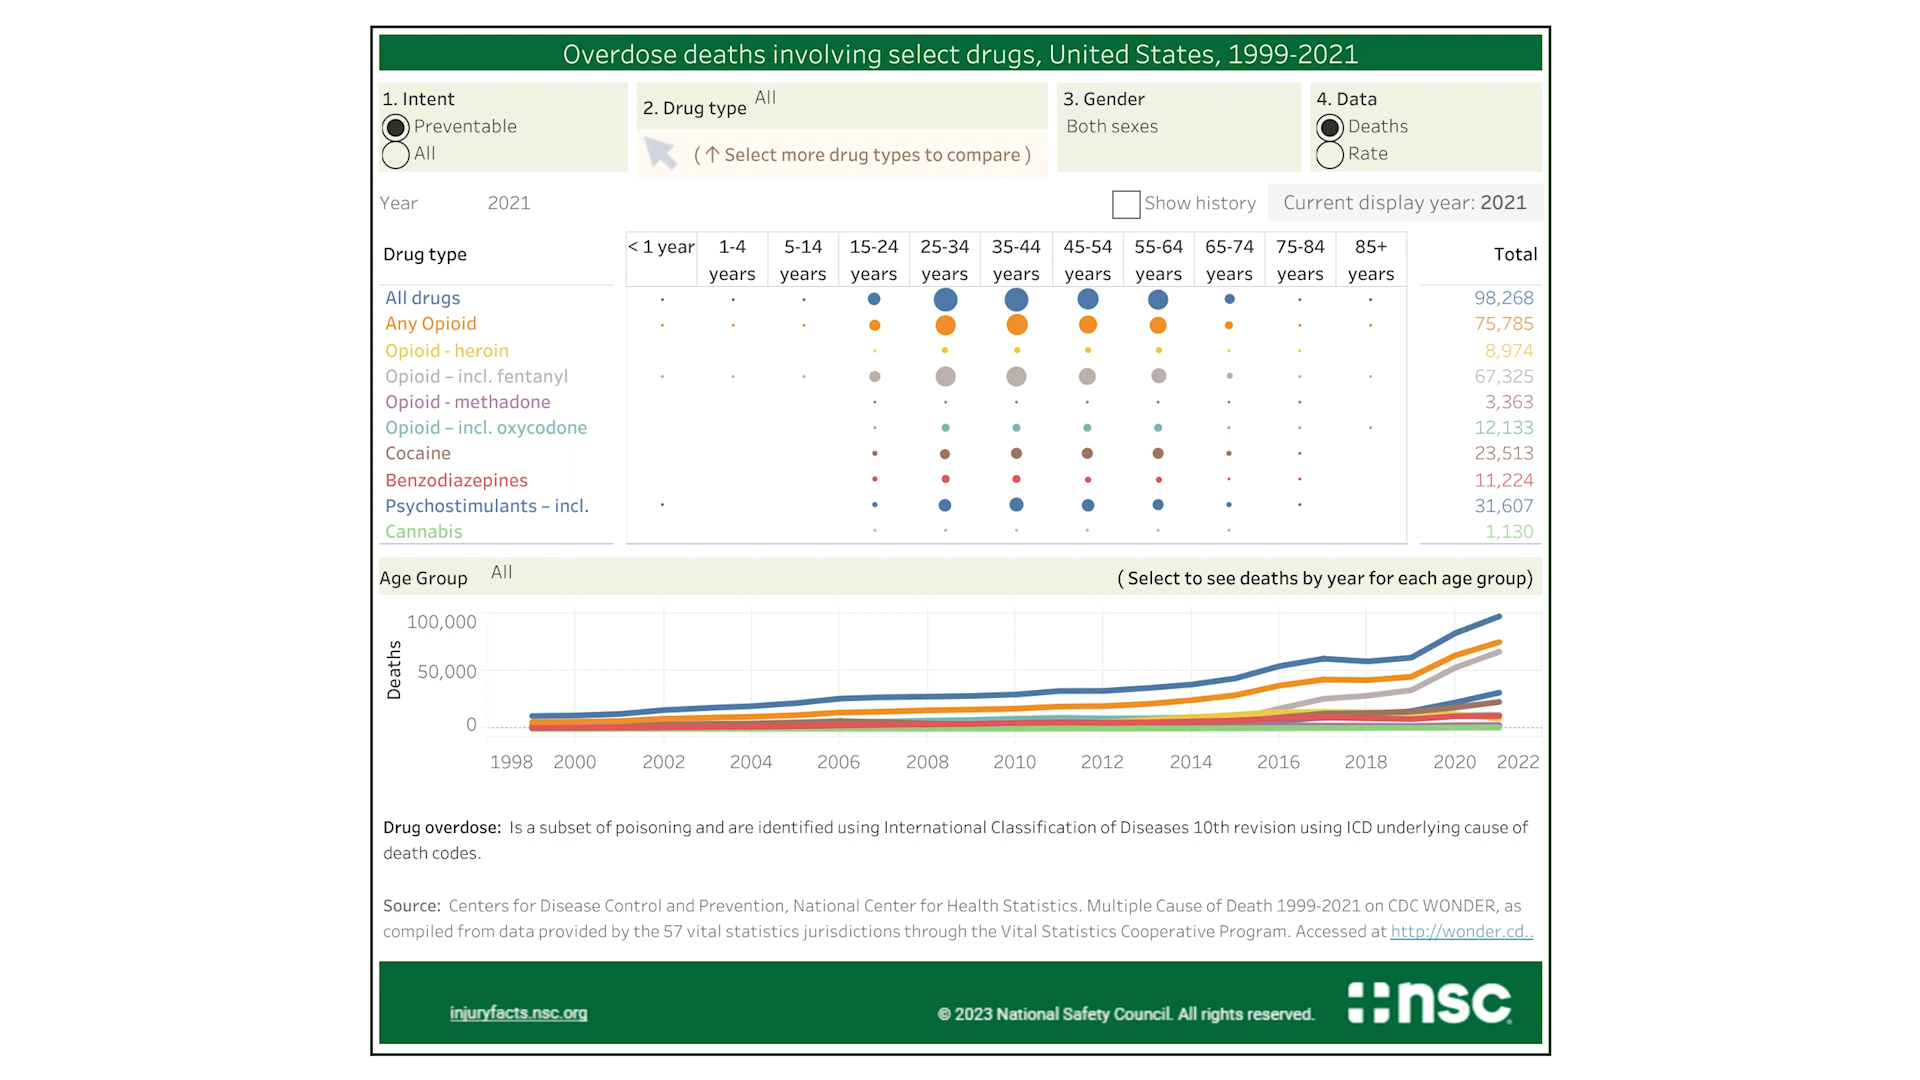 Overdose deaths involving select drugs, United States, 1999-2021
1. Intent
Preventable
All
2. Drug type All
( ↑ Select more drug types to compare )
3. Gender
Both sexes
4. Data
Deaths
Rate
Year 2021
Show history
Current display year: 2021
Drug type
< 1 year
1-4 years
5-14 years
15-24 years
25-34 years
35-44 years
45-54 years
55-64 years
65-74 years
75-84 years
85+ years
Total
All drugs 98,268
Any Opioid 75,785
Opioid - heroin 8,974
Opioid – incl. fentanyl 67,325
Opioid - methadone 3,363
Opioid – incl. oxycodone 12,133
Cocaine 23,513
Benzodiazepines 11,224
Psychostimulants – incl. 31,607
Cannabis 1,130
Age Group All ( Select to see deaths by year for each age group)
Deaths
100,000
50,000
0
1998 2000 2002 2004 2006 2008 2010 2012 2014 2016 2018 2020 2022
Drug overdose: Is a subset of poisoning and are identified using International Classification of Diseases 10th revision using ICD underlying cause of
death codes.
Source: Centers for Disease Control and Prevention, National Center for Health Statistics. Multiple Cause of Death 1999-2021 on CDC WONDER, as
compiled from data provided by the 57 vital statistics jurisdictions through the Vital Statistics Cooperative Program. Accessed at http://wonder.cd..
injuryfacts.nsc.org
© 2023 National Safety Council. All rights reserved.
nsc